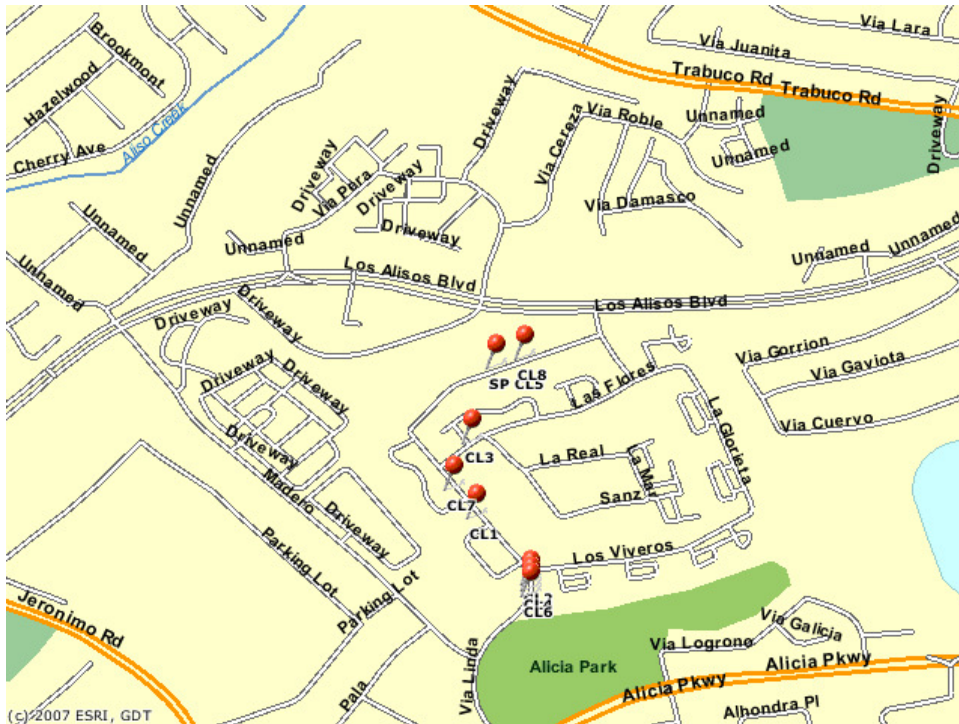 Via Lara
Brookmont
Via Juanita
Hazelwood
Trabuco Rd
Trabuco Rd
Driveway
Via Roble
Unnamed
Aliso Creek
Cherry Ave
Driveway
Via Cereza
Unnamed
Driveway
Unnamed
Via Para
Driveway
Via Damasco
Unnamed
Driveway
Unnamed
Unnamed
Unnamed
Unnamed
Los Alisos Blvd
Los Alisos Blvd
Driveway
Driveway
Via Gorrion
Via Gaviota
Driveway
Driveway
CL8
SP CL5
Las Flores
La Glorieta
Via Cuervo
Driveway
CL3
La Real
La Mar
Madero
Sanz
CL7
Driveway
CL1
Parking Lot
Los Viveros
Parking Lot
CL2
CL6
Jeronimo Rd
Via Galicia
Via Logrono
Via Linda
Alicia Park
Alicia Pkwy
Pala
Alicia Pkwy
Alhondra Pl
(c) 2007 ESRI, GDT